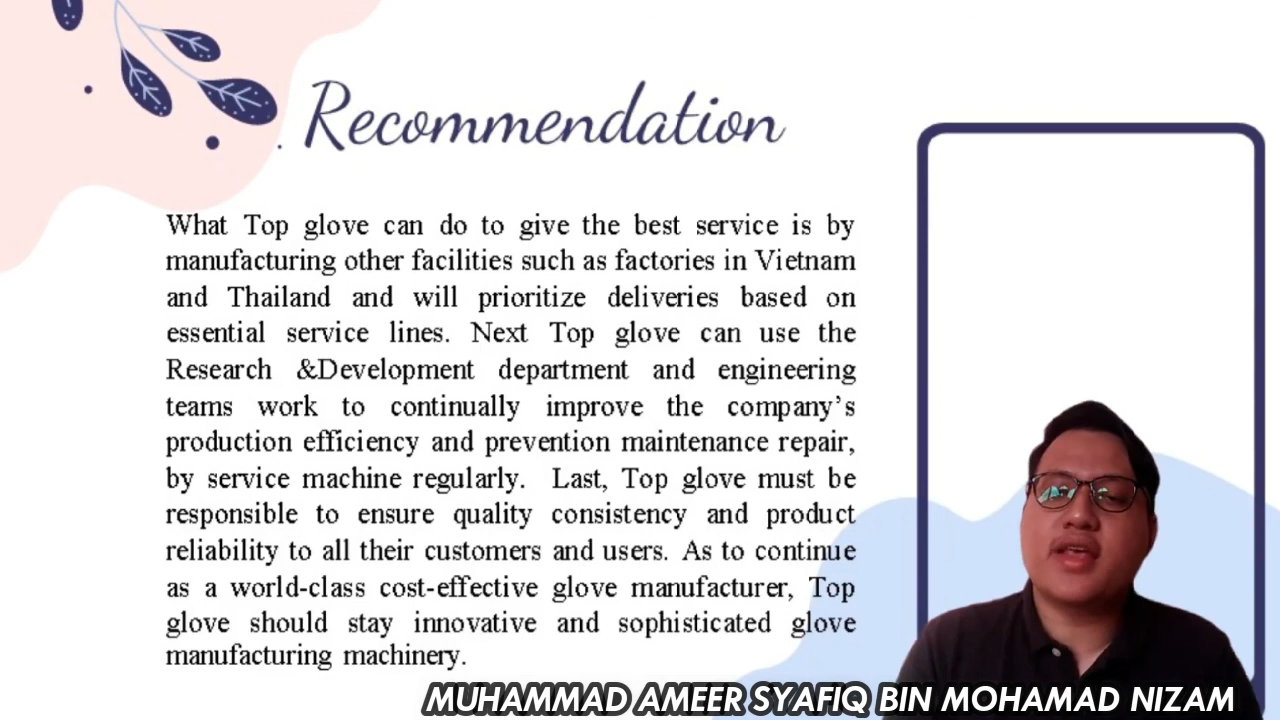 Recommendation
What Top glove can do to give the best service is by
manufacturing other facilities such as factories in Vietnam
and Thailand and will prioritize deliveries based on
essential service lines. Next Top glove can use the
Research &Development department and engineering
teams work to continually improve the company's
production efficiency and prevention maintenance repair,
by service machine regularly. Last, Top glove must be
responsible to ensure quality consistency and product
reliability to all their customers and users. As to continue
as a world-class cost-effective glove manufacturer, Top
glove should stay innovative and sophisticated glove
manufacturing machinery.
MUHAMMAD AMEER SYAFIQ BIN MOHAMAD NIZAM